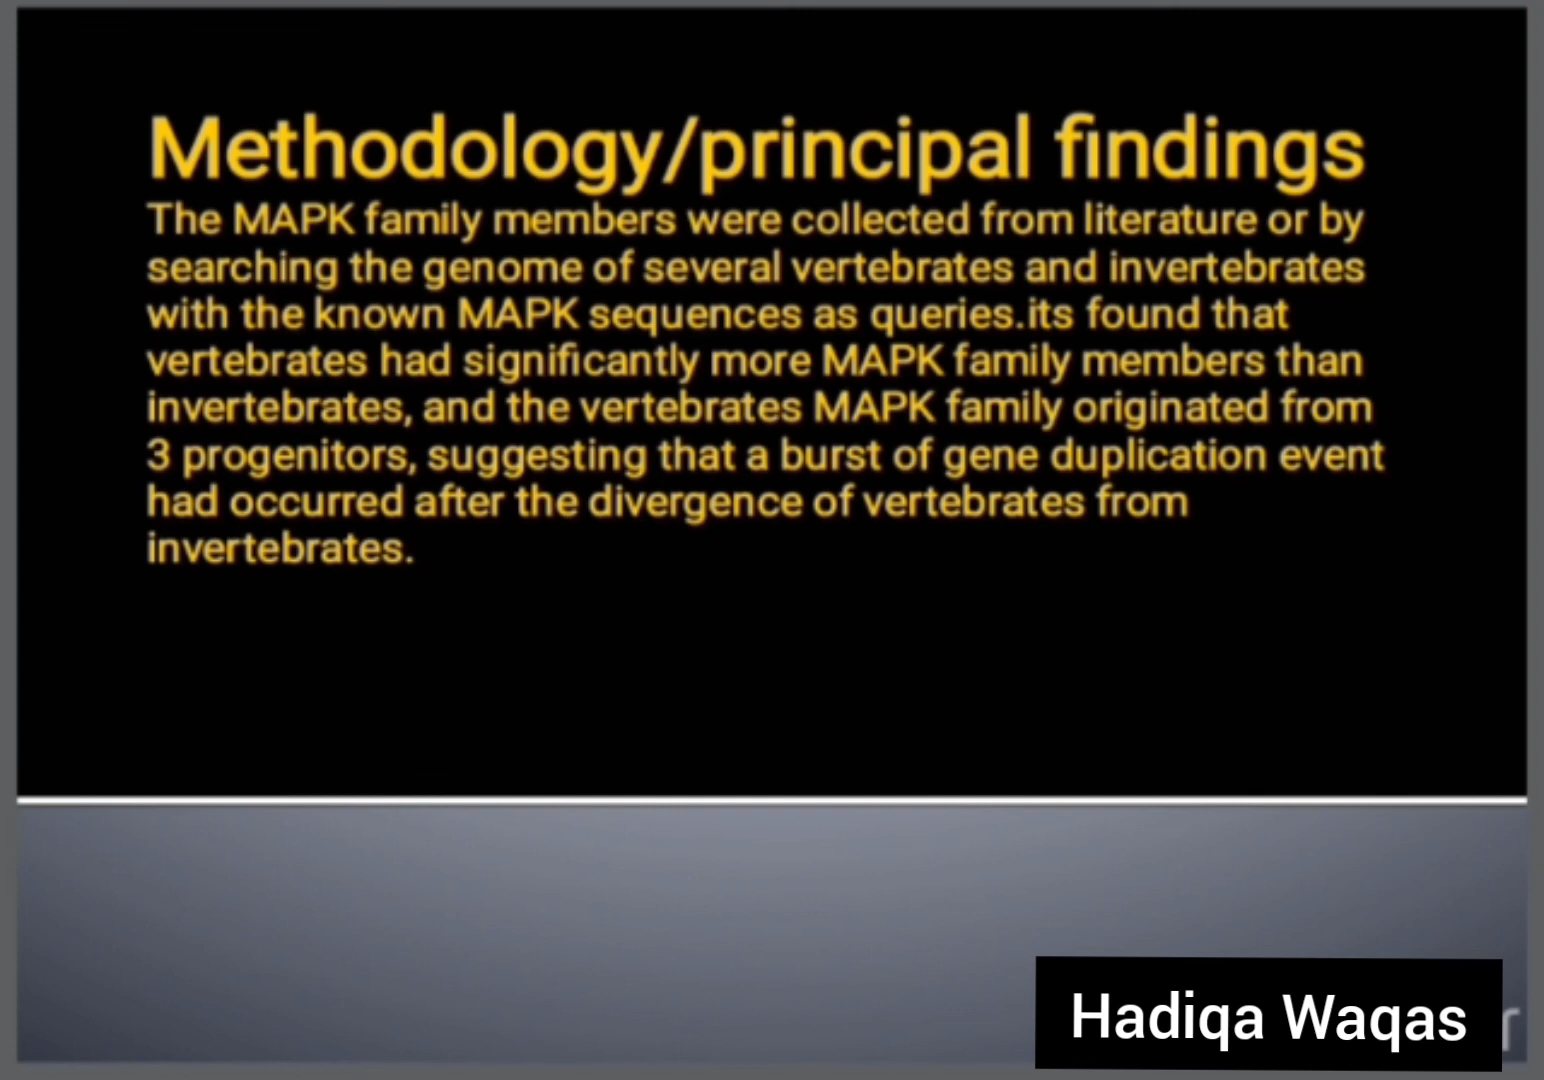 Methodology/principal findings
The MAPK family members were collected from literature or by
searching the genome of several vertebrates and invertebrates
with the known MAPK sequences as queries.its found that
vertebrates had significantly more MAPK family members than
invertebrates, and the vertebrates MAPK family originated from
3 progenitors, suggesting that a burst of gene duplication event
had occurred after the divergence of vertebrates from
invertebrates.
Hadiqa Waqas